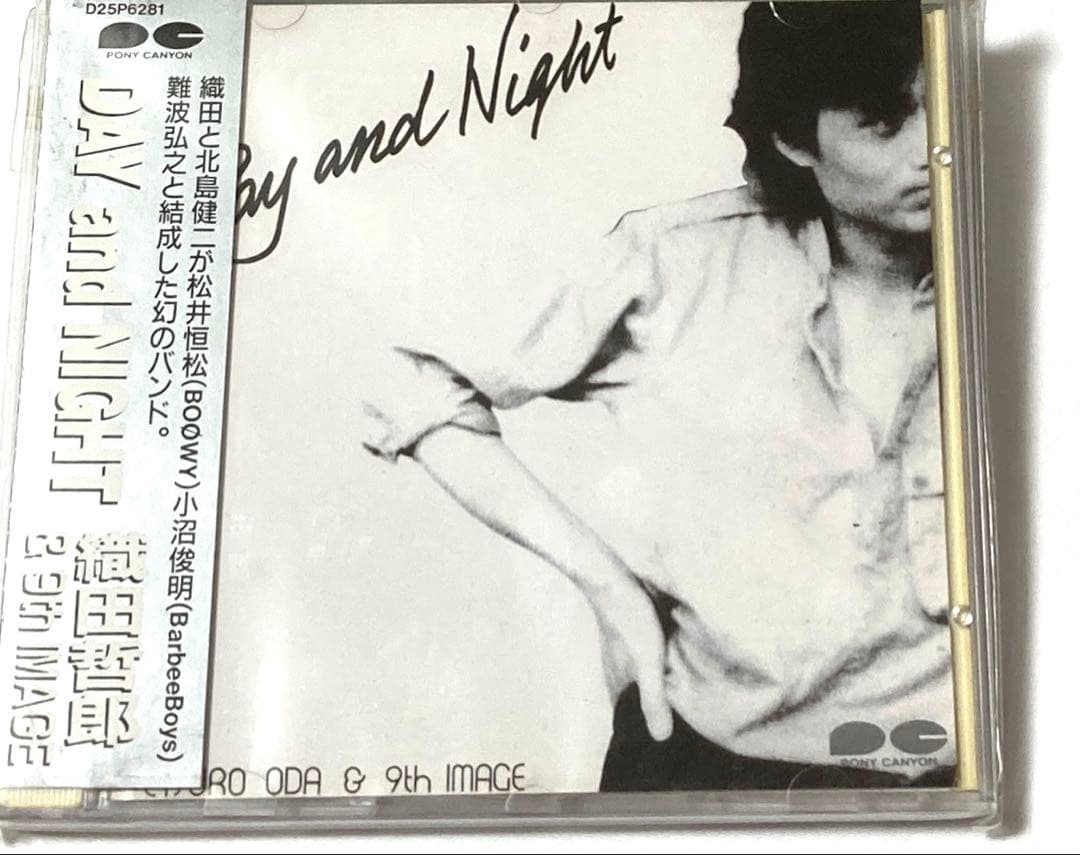 D25P6281
PONY CANYON
織田と北島健二が松井恒松(BOØWY)小沼俊明(BarbeeBoys)
難波弘之と結成した幻のバンド。
DAY and NIGHT 織田哲郎
& 9th IMAGE
ay and Night
URO ODA & 9th IMAGE
PONY CANYON